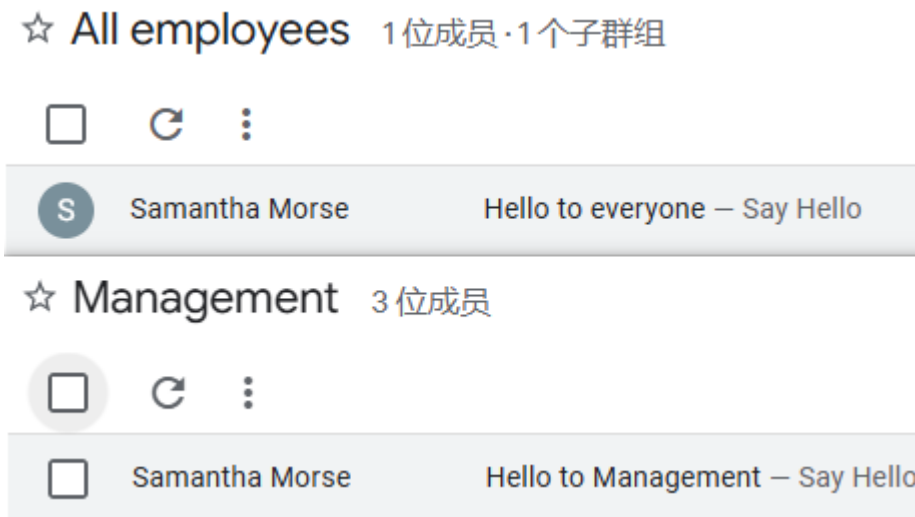 All employees 1位成员·1个子群组
S Samantha Morse Hello to everyone – Say Hello
Management 3位成员
Samantha Morse Hello to Management – Say Hello